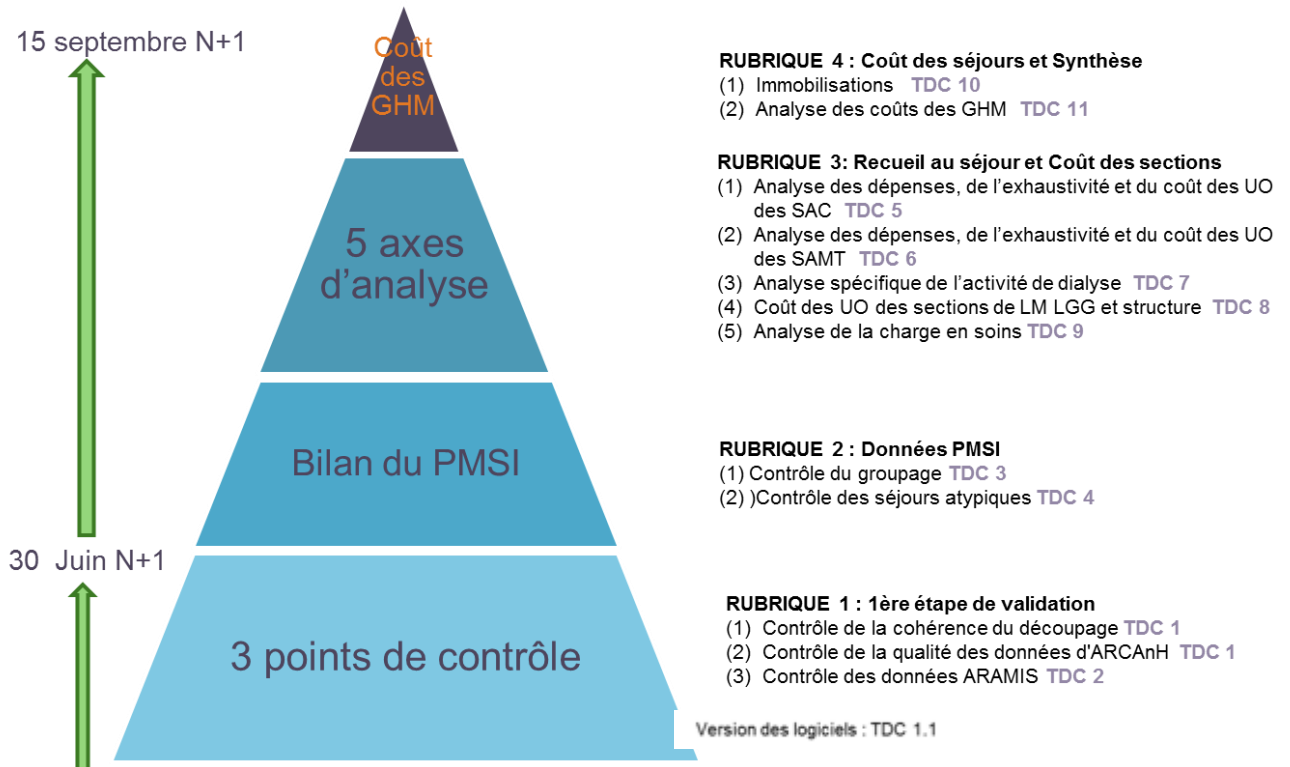 15 septembre N+1
Coût
des
GHM
RUBRIQUE 4 : Coût des séjours et Synthèse
(1) Immobilisations TDC 10
(2) Analyse des coûts des GHM TDC 11
5 axes
d'analyse
RUBRIQUE 3: Recueil au séjour et Coût des sections
(1) Analyse des dépenses, de l'exhaustivité et du coût des UO
des SAC TDC 5
(2) Analyse des dépenses, de l'exhaustivité et du coût des UO
des SAMT TDC 6
(3) Analyse spécifique de l'activité de dialyse TDC 7
(4) Coût des UO des sections de LM LGG et structure TDC 8
(5) Analyse de la charge en soins TDC 9
Bilan du PMSI
RUBRIQUE 2 : Données PMSI
(1) Contrôle du groupage TDC 3
(2) )Contrôle des séjours atypiques TDC 4
30 Juin N+1
3 points de contrôle
RUBRIQUE 1 : 1ère étape de validation
(1) Contrôle de la cohérence du découpage TDC 1
(2) Contrôle de la qualité des données d'ARCAnH TDC 1
(3) Contrôle des données ARAMIS TDC 2
Version des logiciels : TDC 1.1